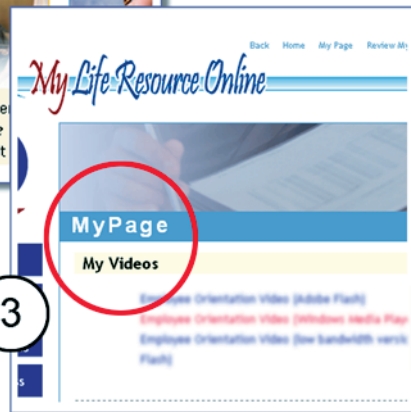 Back Home My Page Review My
My Life Resource Online
MyPage
My Videos
Employee Orientation Video (Adobe Flash)
Employee Orientation Video (Windows Media Play
Employee Orientation Video (low bandwidth versic
Flash)
3